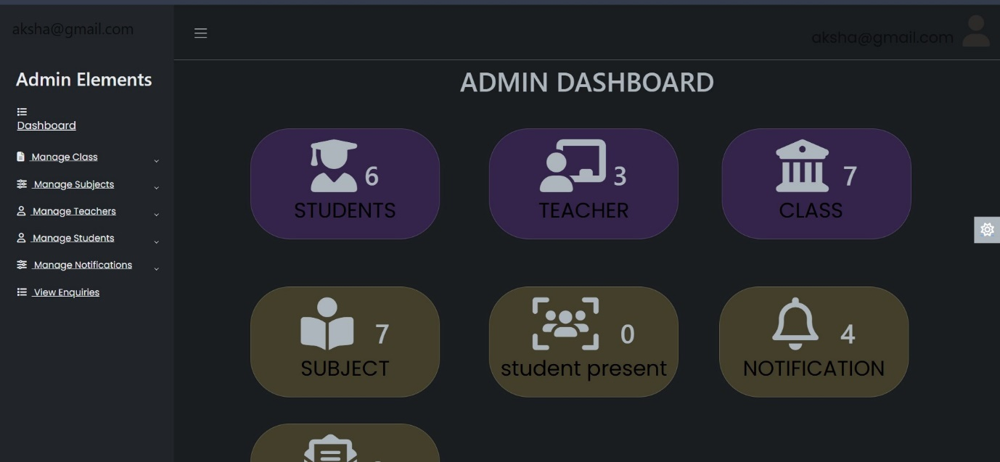 aksha@gmail.com
aksha@gmail.com
Admin Elements
ADMIN DASHBOARD
Dashboard
Manage Class
Manage Subjects
Manage Teachers
Manage Students
Manage Notifications
View Enquiries
6
STUDENTS
3
TEACHER
7
CLASS
7
SUBJECT
0
student present
4
NOTIFICATION